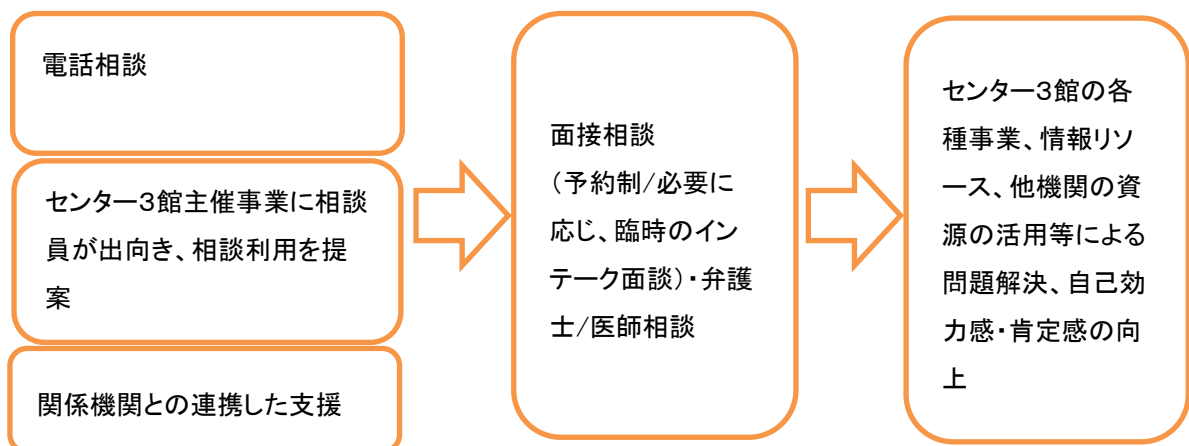 電話相談
センター3館主催事業に相談
員が出向き、相談利用を提
案
関係機関との連携した支援
面接相談
（予約制/必要に
応じ、臨時のイン
テーク面談）・弁護
士/医師相談
センター3館の各
種事業、情報リソ
ース、他機関の資
源の活用等による
問題解決、自己効
力感・肯定感の向
上